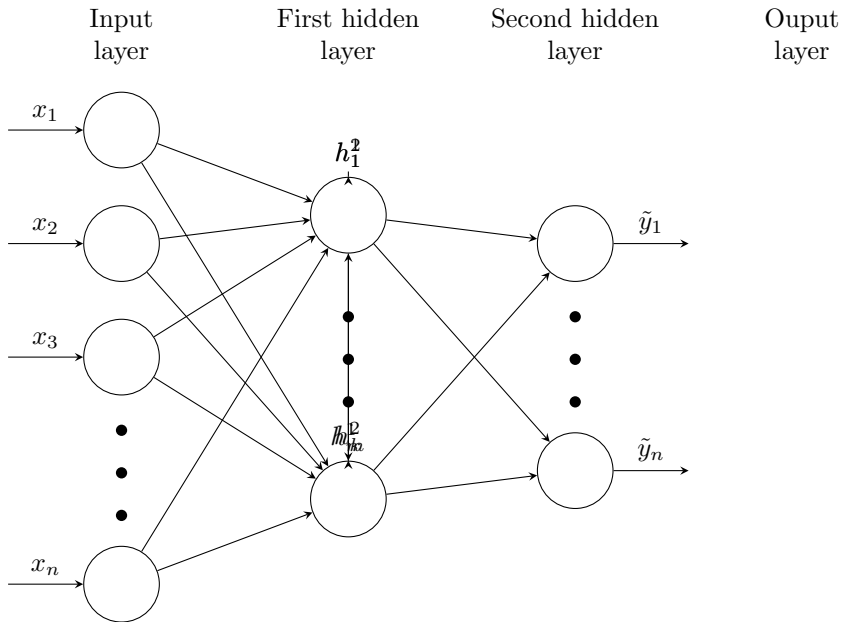 Input
layer
First hidden
layer
Second hidden
layer
Ouput
layer
x₁
x₂
ỹ₁
x₃
ỹₙ
xₙ